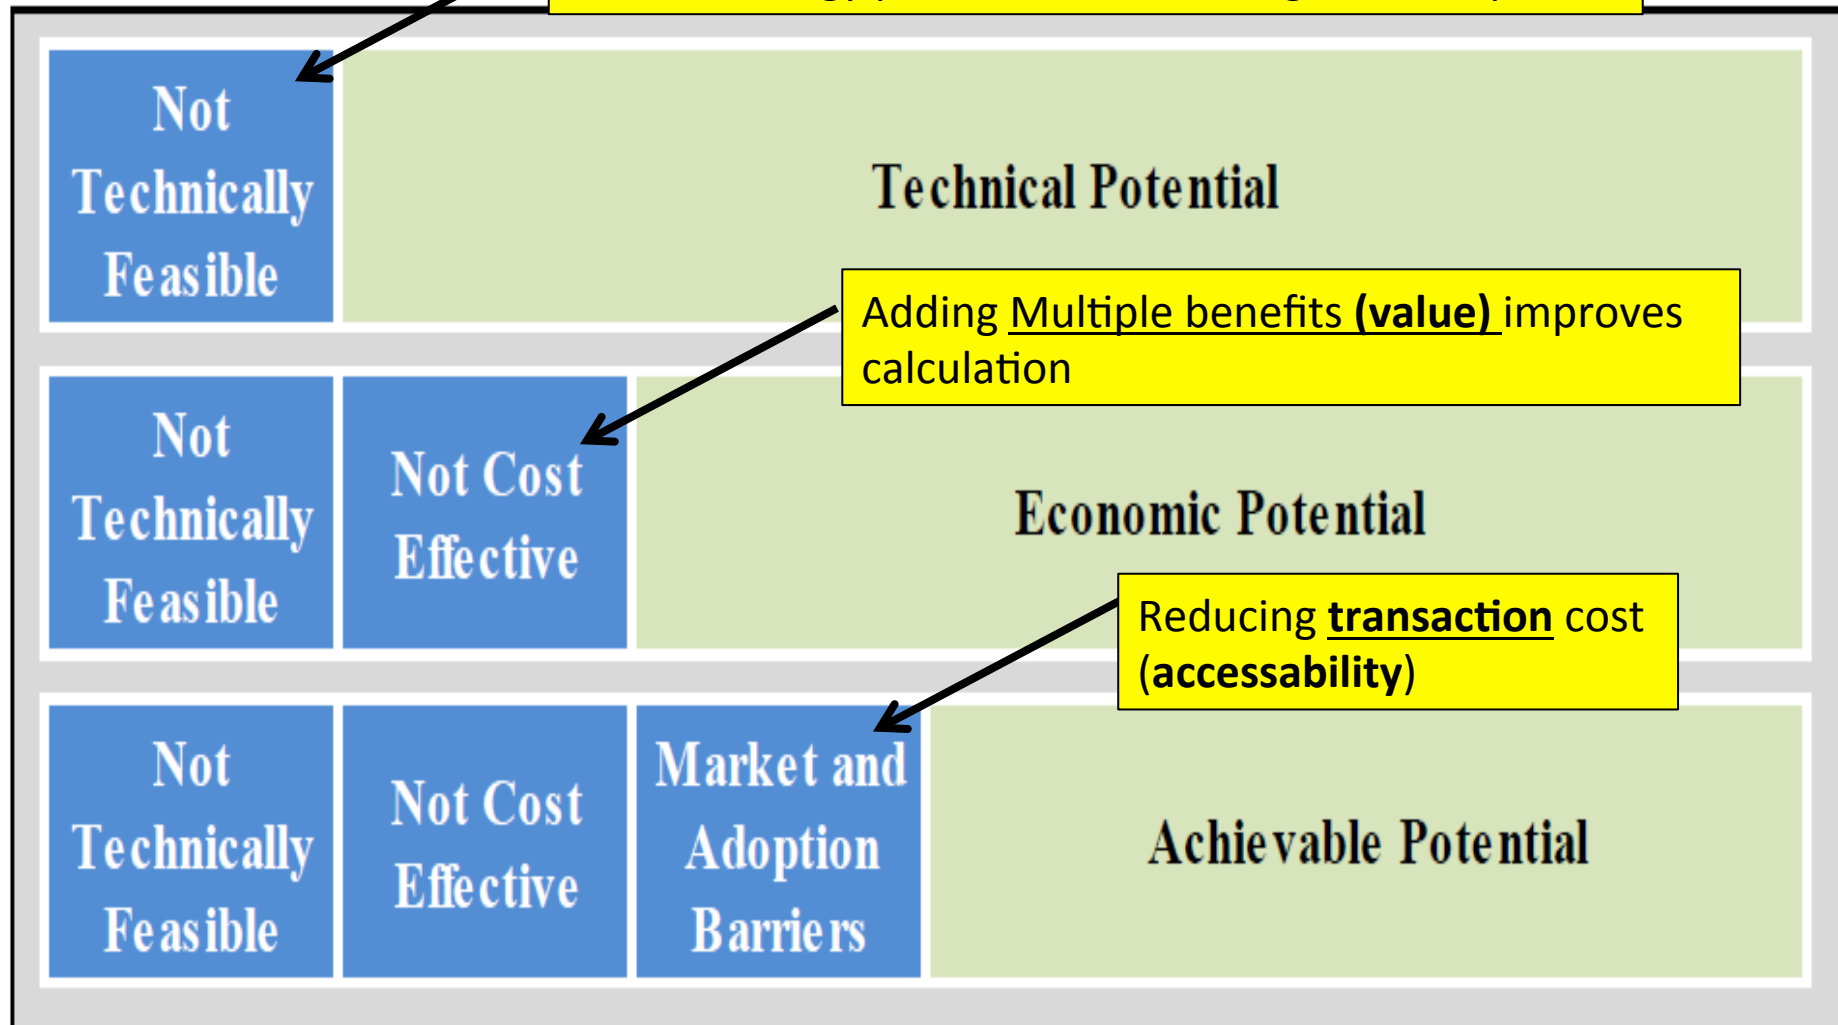 Not
Technically
Feasible
Technical Potential
Adding Multiple benefits (value) improves
calculation
Not
Technically
Feasible
Not Cost
Effective
Economic Potential
Reducing transaction cost
(accessability)
Not
Technically
Feasible
Not Cost
Effective
Market and
Adoption
Barriers
Achievable Potential